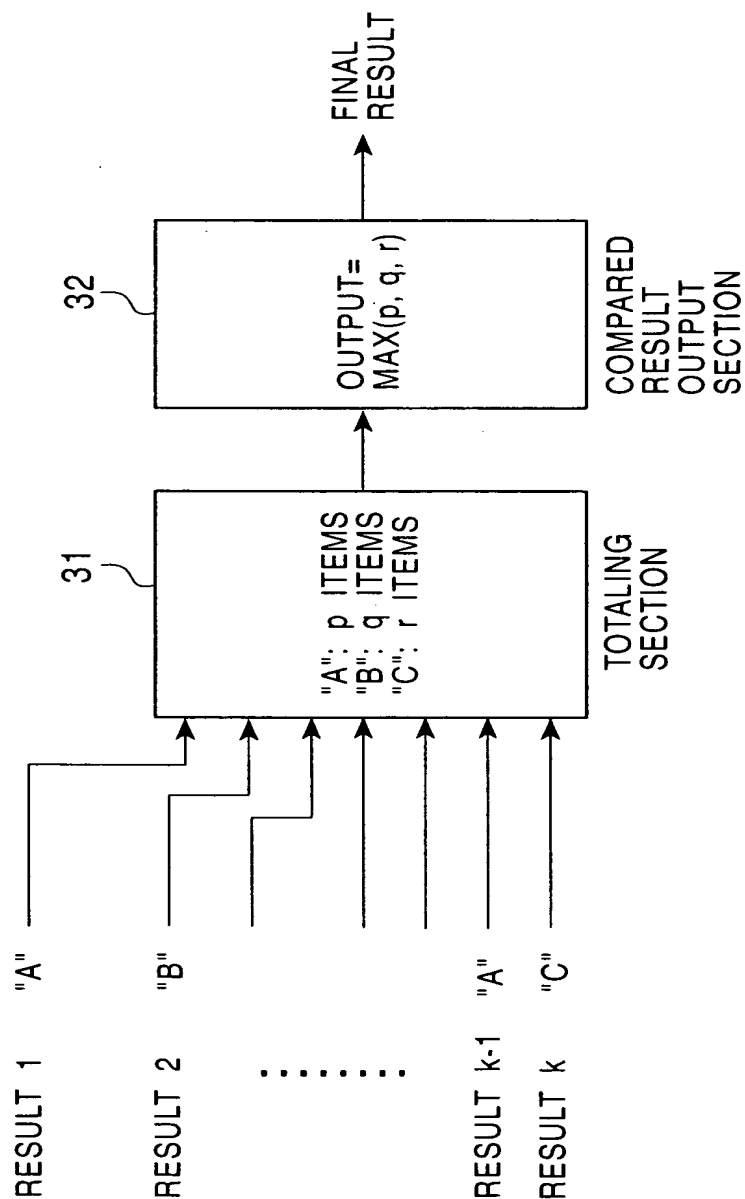 RESULT 1 "A"
RESULT 2 "B"
........
RESULT k-1 "A"
RESULT k "C"
31
"A": p ITEMS
"B": q ITEMS
"C": r ITEMS
TOTALING
SECTION
32
OUTPUT=
MAX(p, q, r)
COMPARED
RESULT
OUTPUT
SECTION
FINAL
RESULT